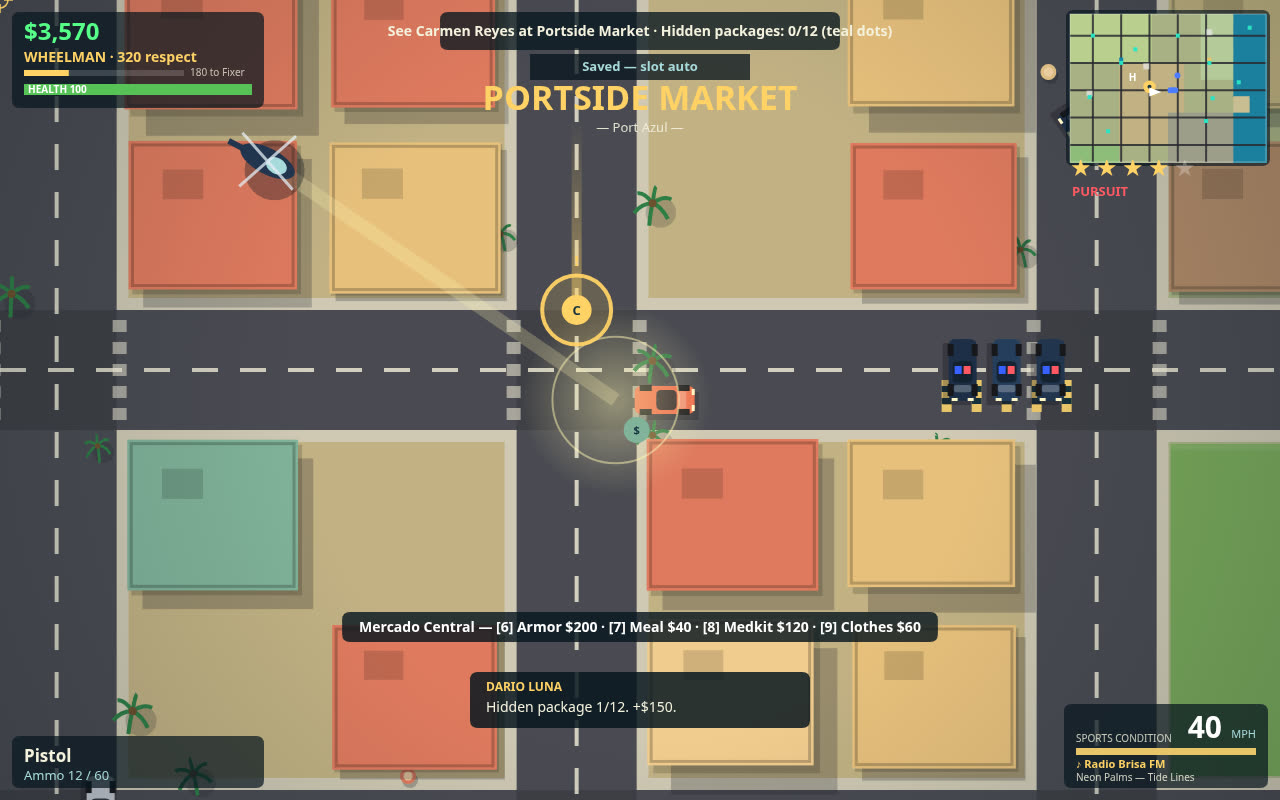 $3,570
WHEELMAN · 320 respect
180 to Fixer
HEALTH 100
See Carmen Reyes at Portside Market · Hidden packages: 0/12 (teal dots)
Saved — slot auto
PORTSIDE MARKET
— Port Azul —
H
PURSUIT
C
$
Mercado Central — [6] Armor $200 · [7] Meal $40 · [8] Medkit $120 · [9] Clothes $60
DARIO LUNA
Hidden package 1/12. +$150.
Pistol
Ammo 12 / 60
SPORTS CONDITION 40 MPH
♪ Radio Brisa FM
Neon Palms — Tide Lines